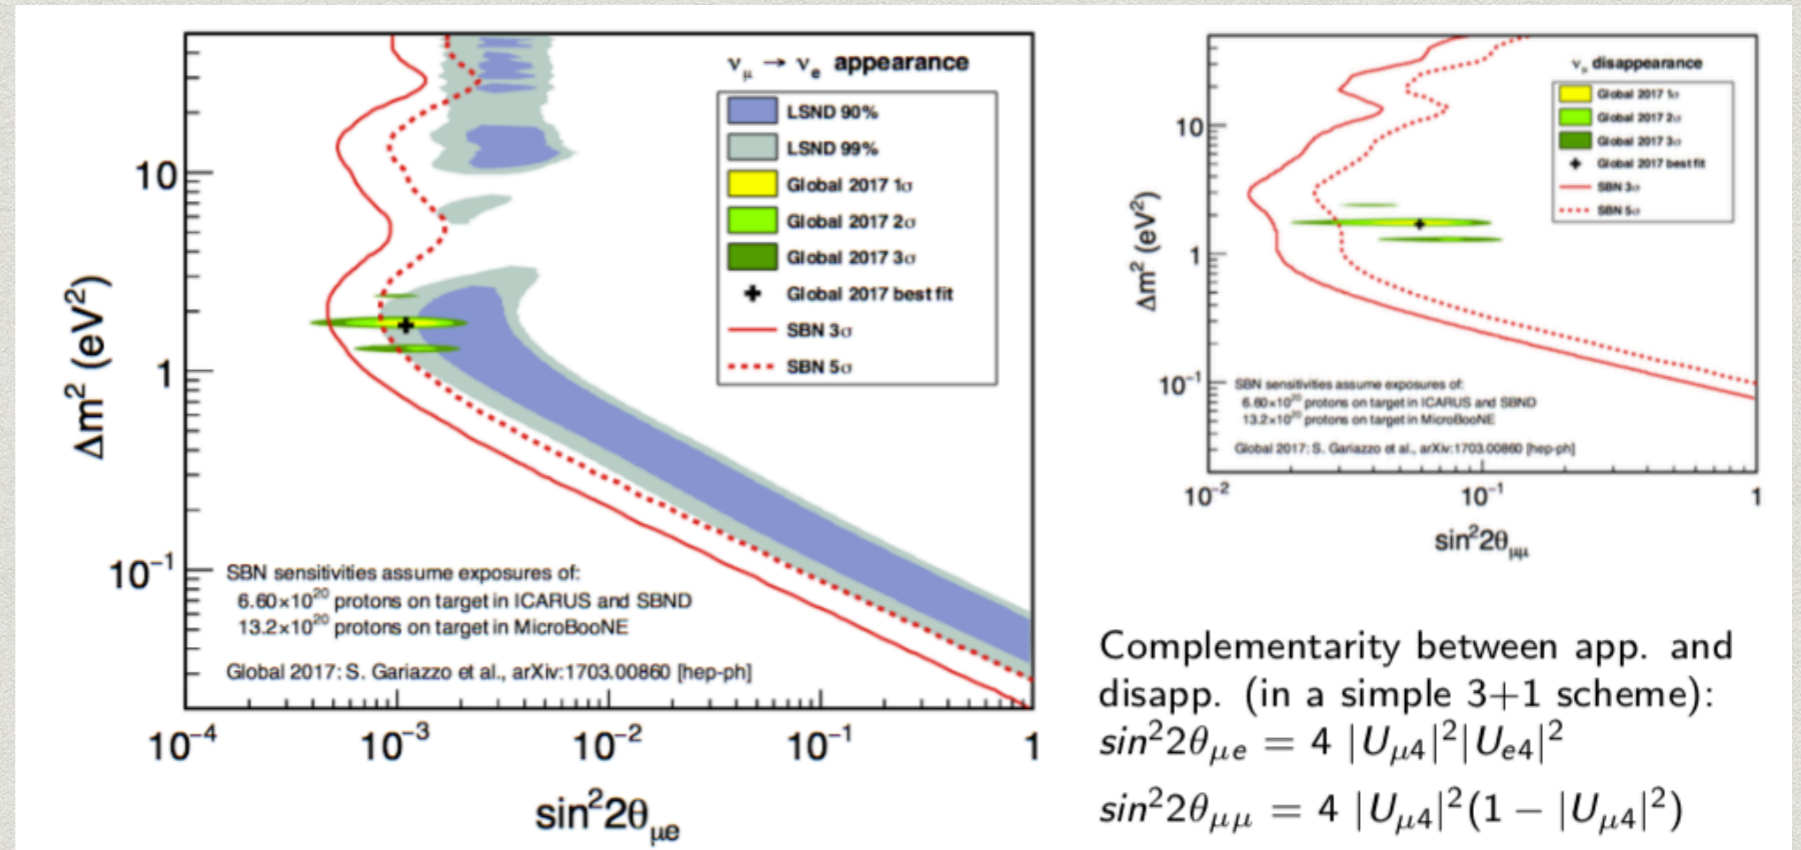 ν_μ → ν_e appearance
LSND 90%
LSND 99%
Global 2017 1σ
Global 2017 2σ
Global 2017 3σ
Global 2017 best fit
SBN 3σ
SBN 5σ
10
1
10⁻¹
Δm² (eV²)
SBN sensitivities assume exposures of:
6.60×10²⁰ protons on target in ICARUS and SBND
13.2×10²⁰ protons on target in MicroBooNE
Global 2017: S. Gariazzo et al., arXiv:1703.00860 [hep-ph]
10⁻⁴ 10⁻³ 10⁻² 10⁻¹ 1
sin²2θ_μe
ν_μ disappearance
Global 2017 1σ
Global 2017 2σ
Global 2017 3σ
Global 2017 best fit
SBN 3σ
SBN 5σ
10
1
10⁻¹
Δm² (eV²)
SBN sensitivities assume exposures of:
6.60×10²⁰ protons on target in ICARUS and SBND
13.2×10²⁰ protons on target in MicroBooNE
Global 2017: S. Gariazzo et al., arXiv:1703.00860 [hep-ph]
10⁻² 10⁻¹ 1
sin²2θ_μμ
Complementarity between app. and
disapp. (in a simple 3+1 scheme):
sin²2θ_μe = 4 |U_μ4|²|U_e4|²
sin²2θ_μμ = 4 |U_μ4|²(1 − |U_μ4|²)